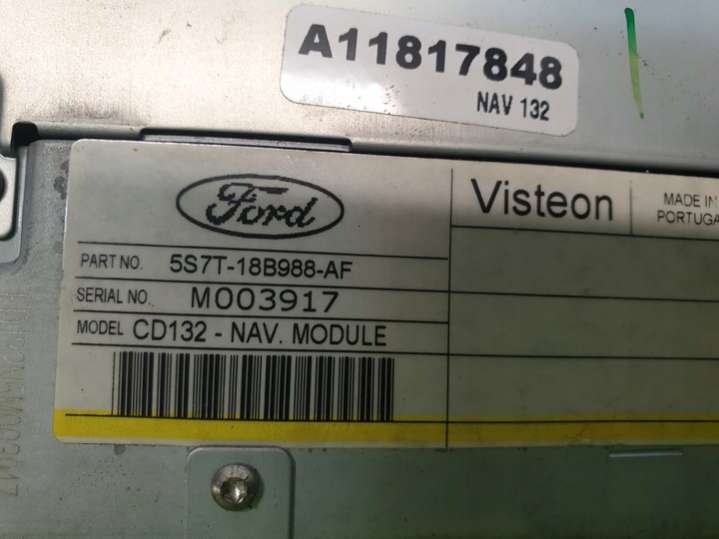 A11817848
NAV 132
Ford
Visteon
MADE IN
PORTUGA
PART NO. 5S7T-18B988-AF
SERIAL NO. M003917
MODEL CD132 - NAV. MODULE